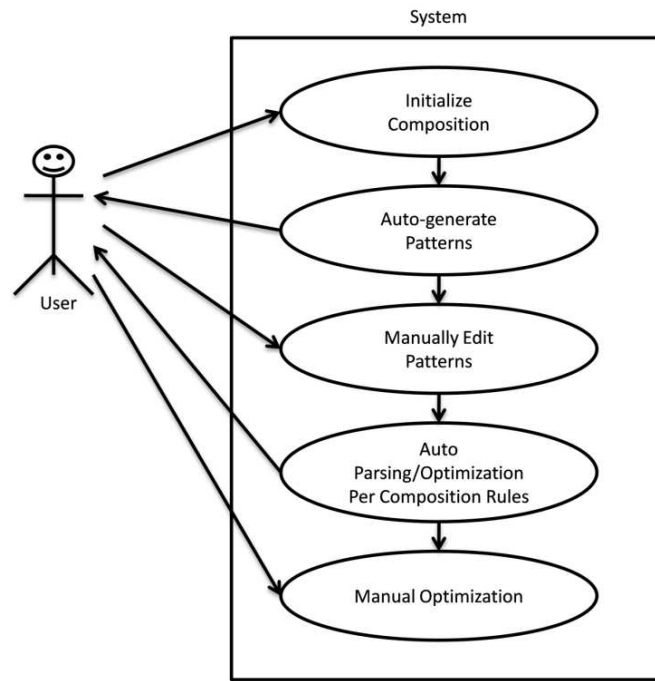 System
Initialize
Composition
Auto-generate
Patterns
User
Manually Edit
Patterns
Auto
Parsing/Optimization
Per Composition Rules
Manual Optimization